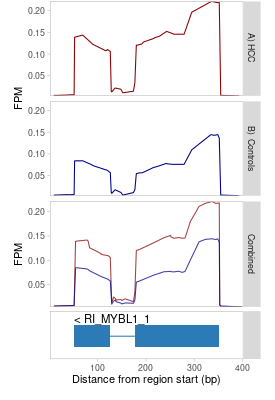 0.20
0.15
0.10
0.05
FPM
A) HCC
0.20
0.15
0.10
0.05
B) Controls
0.20
0.15
0.10
0.05
FPM
Combined
< RI_MYBL1_1
100
200
300
400
Distance from region start (bp)